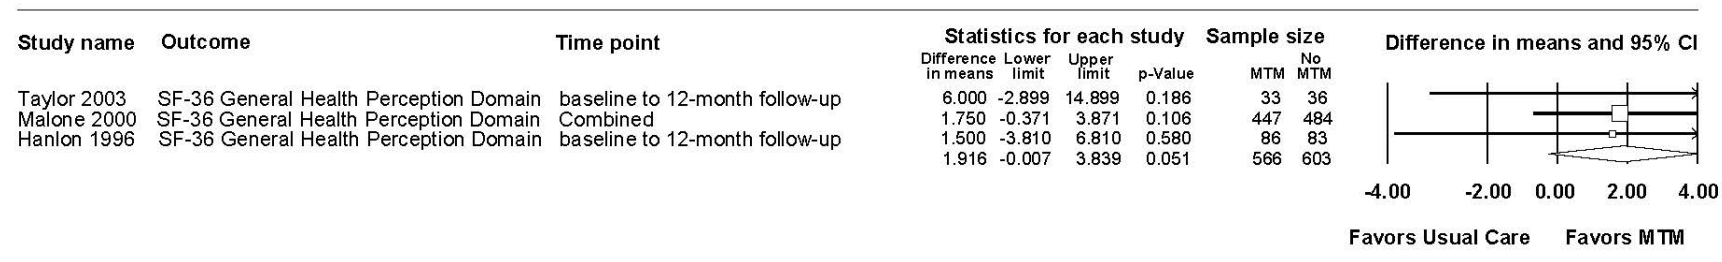 Study name Outcome Time point Statistics for each study Sample size Difference in means and 95% CI
Difference in means Lower limit Upper limit p-Value MTM No MTM
Taylor 2003 SF-36 General Health Perception Domain baseline to 12-month follow-up 6.000 -2.899 14.899 0.186 33 36
Malone 2000 SF-36 General Health Perception Domain Combined 1.750 -0.371 3.871 0.106 447 484
Hanlon 1996 SF-36 General Health Perception Domain baseline to 12-month follow-up 1.500 -3.810 6.810 0.580 86 83
1.916 -0.007 3.839 0.051 566 603
-4.00 -2.00 0.00 2.00 4.00
Favors Usual Care Favors MTM